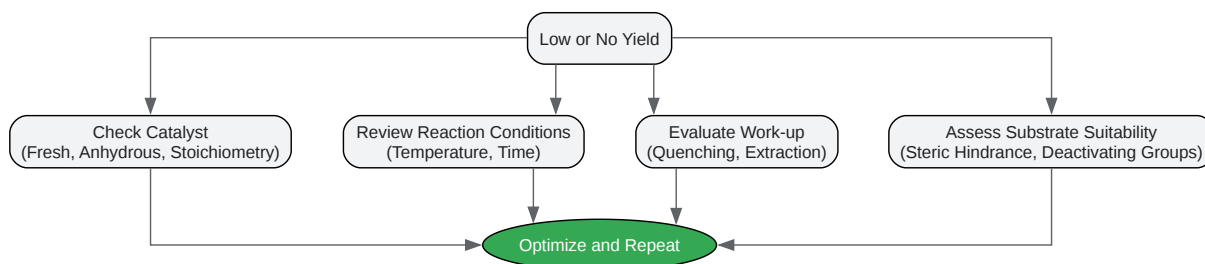 Low or No Yield
Check Catalyst
(Fresh, Anhydrous, Stoichiometry)
Review Reaction Conditions
(Temperature, Time)
Evaluate Work-up
(Quenching, Extraction)
Assess Substrate Suitability
(Steric Hindrance, Deactivating Groups)
Optimize and Repeat